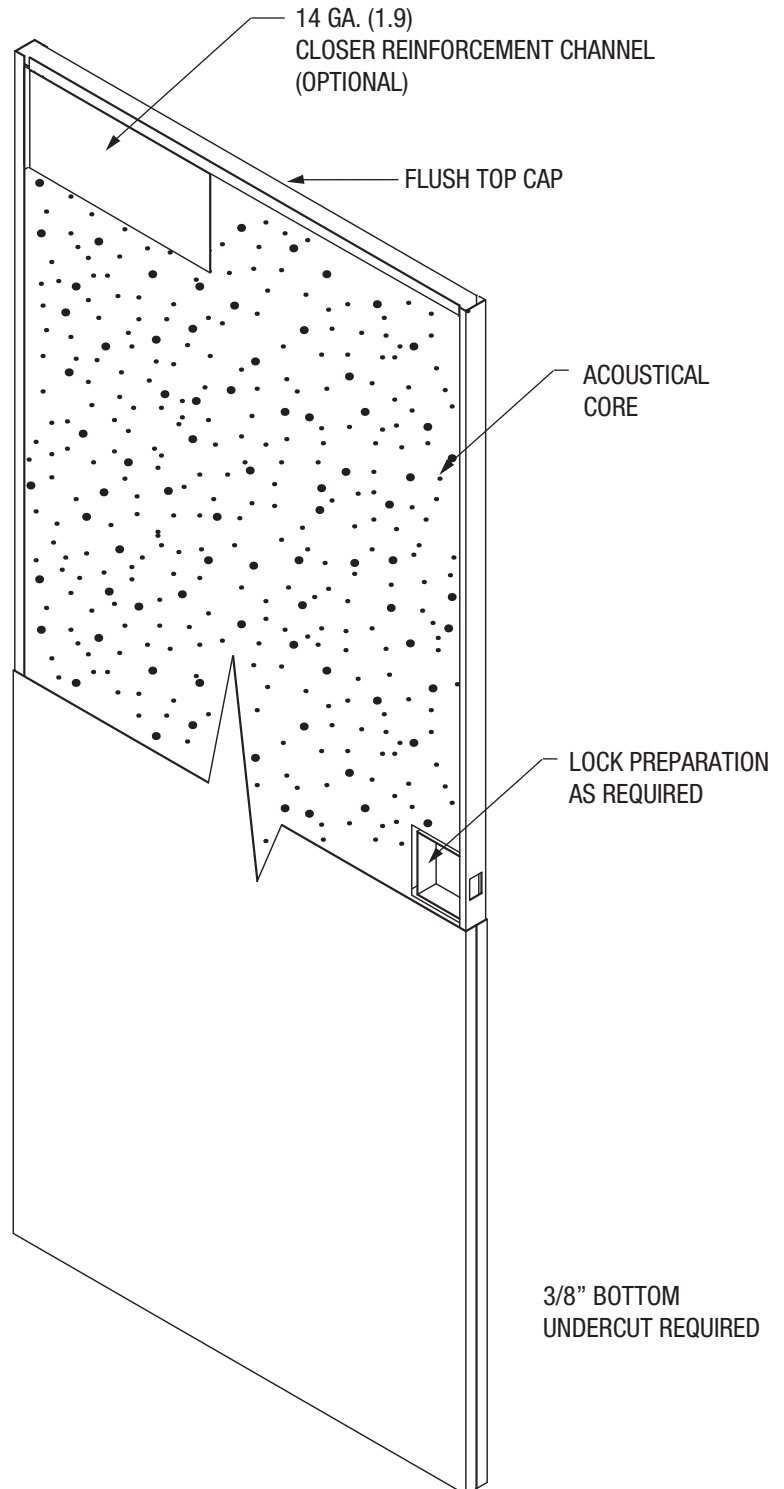 14 GA. (1.9)
CLOSER REINFORCEMENT CHANNEL
(OPTIONAL)
FLUSH TOP CAP
ACOUSTICAL
CORE
LOCK PREPARATION
AS REQUIRED
3/8” BOTTOM
UNDERCUT REQUIRED